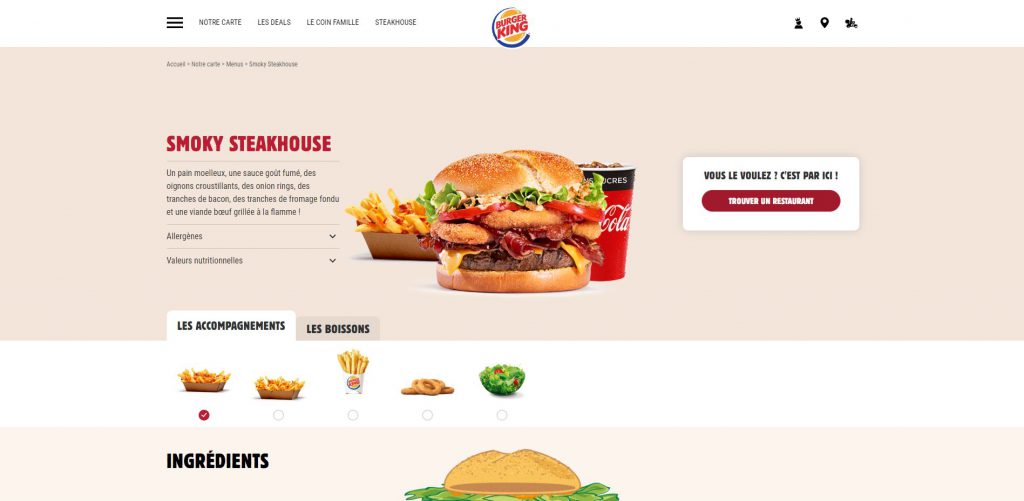 NOTRE CARTE
LES DEALS
LE COIN FAMILLE
STEAKHOUSE
BURGER
KING
Accueil > Notre carte > Menus > Smoky Steakhouse
SMOKY STEAKHOUSE
Un pain moelleux, une sauce goût fumé, des
oignons croustillants, des onion rings, des
tranches de bacon, des tranches de fromage fondu
et une viande bœuf grillée à la flamme !
Allergènes
Valeurs nutritionnelles
SUCRES
VOUS LE VOULEZ ? C'EST PAR ICI !
TROUVER UN RESTAURANT
LES ACCOMPAGNEMENTS
LES BOISSONS
INGRÉDIENTS